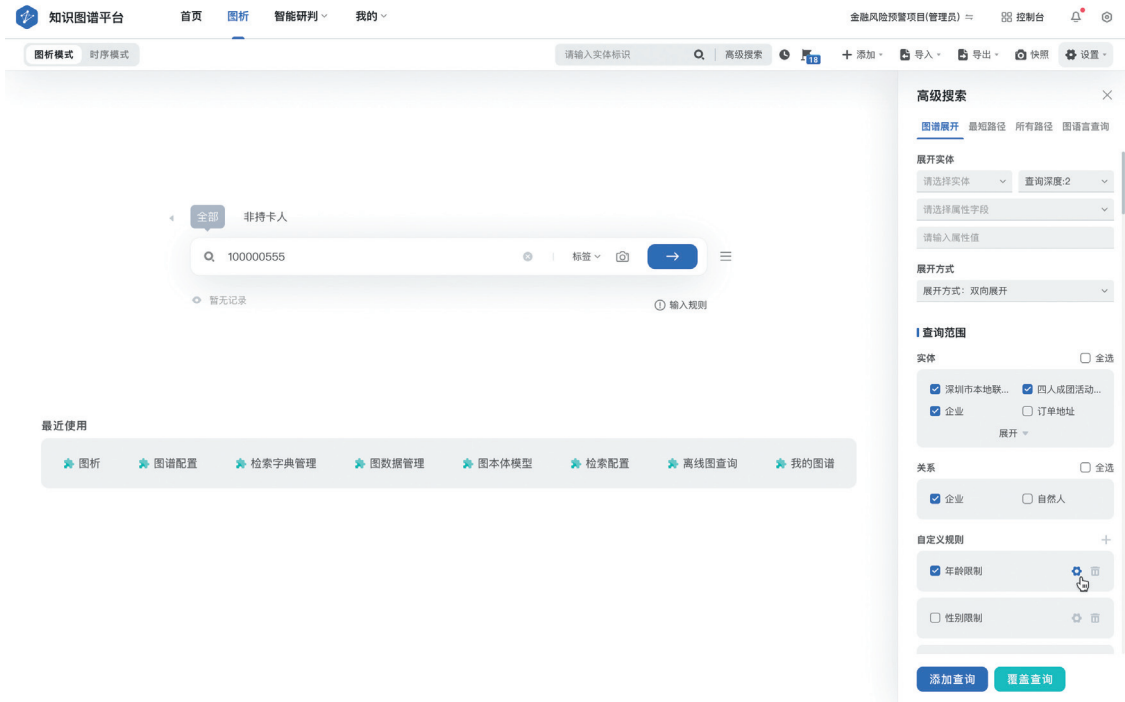 知识图谱平台 首页 图析 智能研判 我的 金融风险预警项目(管理员) 控制台
图析模式 时序模式 请输入实体标识 高级搜索 18 添加 导入 导出 快照 设置
高级搜索
图谱展开 最短路径 所有路径 图语言查询
展开实体
请选择实体 查询深度:2
请选择属性字段
请输入属性值
展开方式
展开方式：双向展开
查询范围
实体 全选
深圳市本地联... 四人成团活动...
企业 订单地址
展开
关系 全选
企业 自然人
自定义规则
年龄限制
性别限制
添加查询 覆盖查询
全部 非持卡人
100000555 标签
暂无记录 输入规则
最近使用
图析 图谱配置 检索字典管理 图数据管理 图本体模型 检索配置 离线图查询 我的图谱